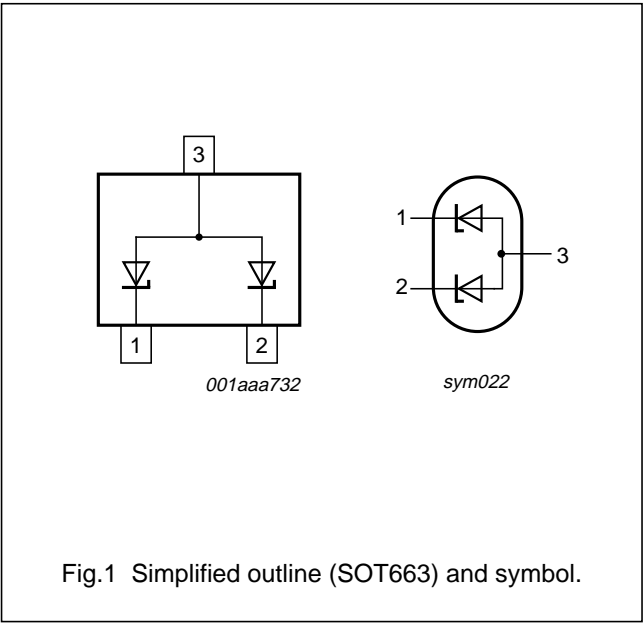 3
1
2
001aaa732
1
2
3
sym022
Fig.1 Simplified outline (SOT663) and symbol.